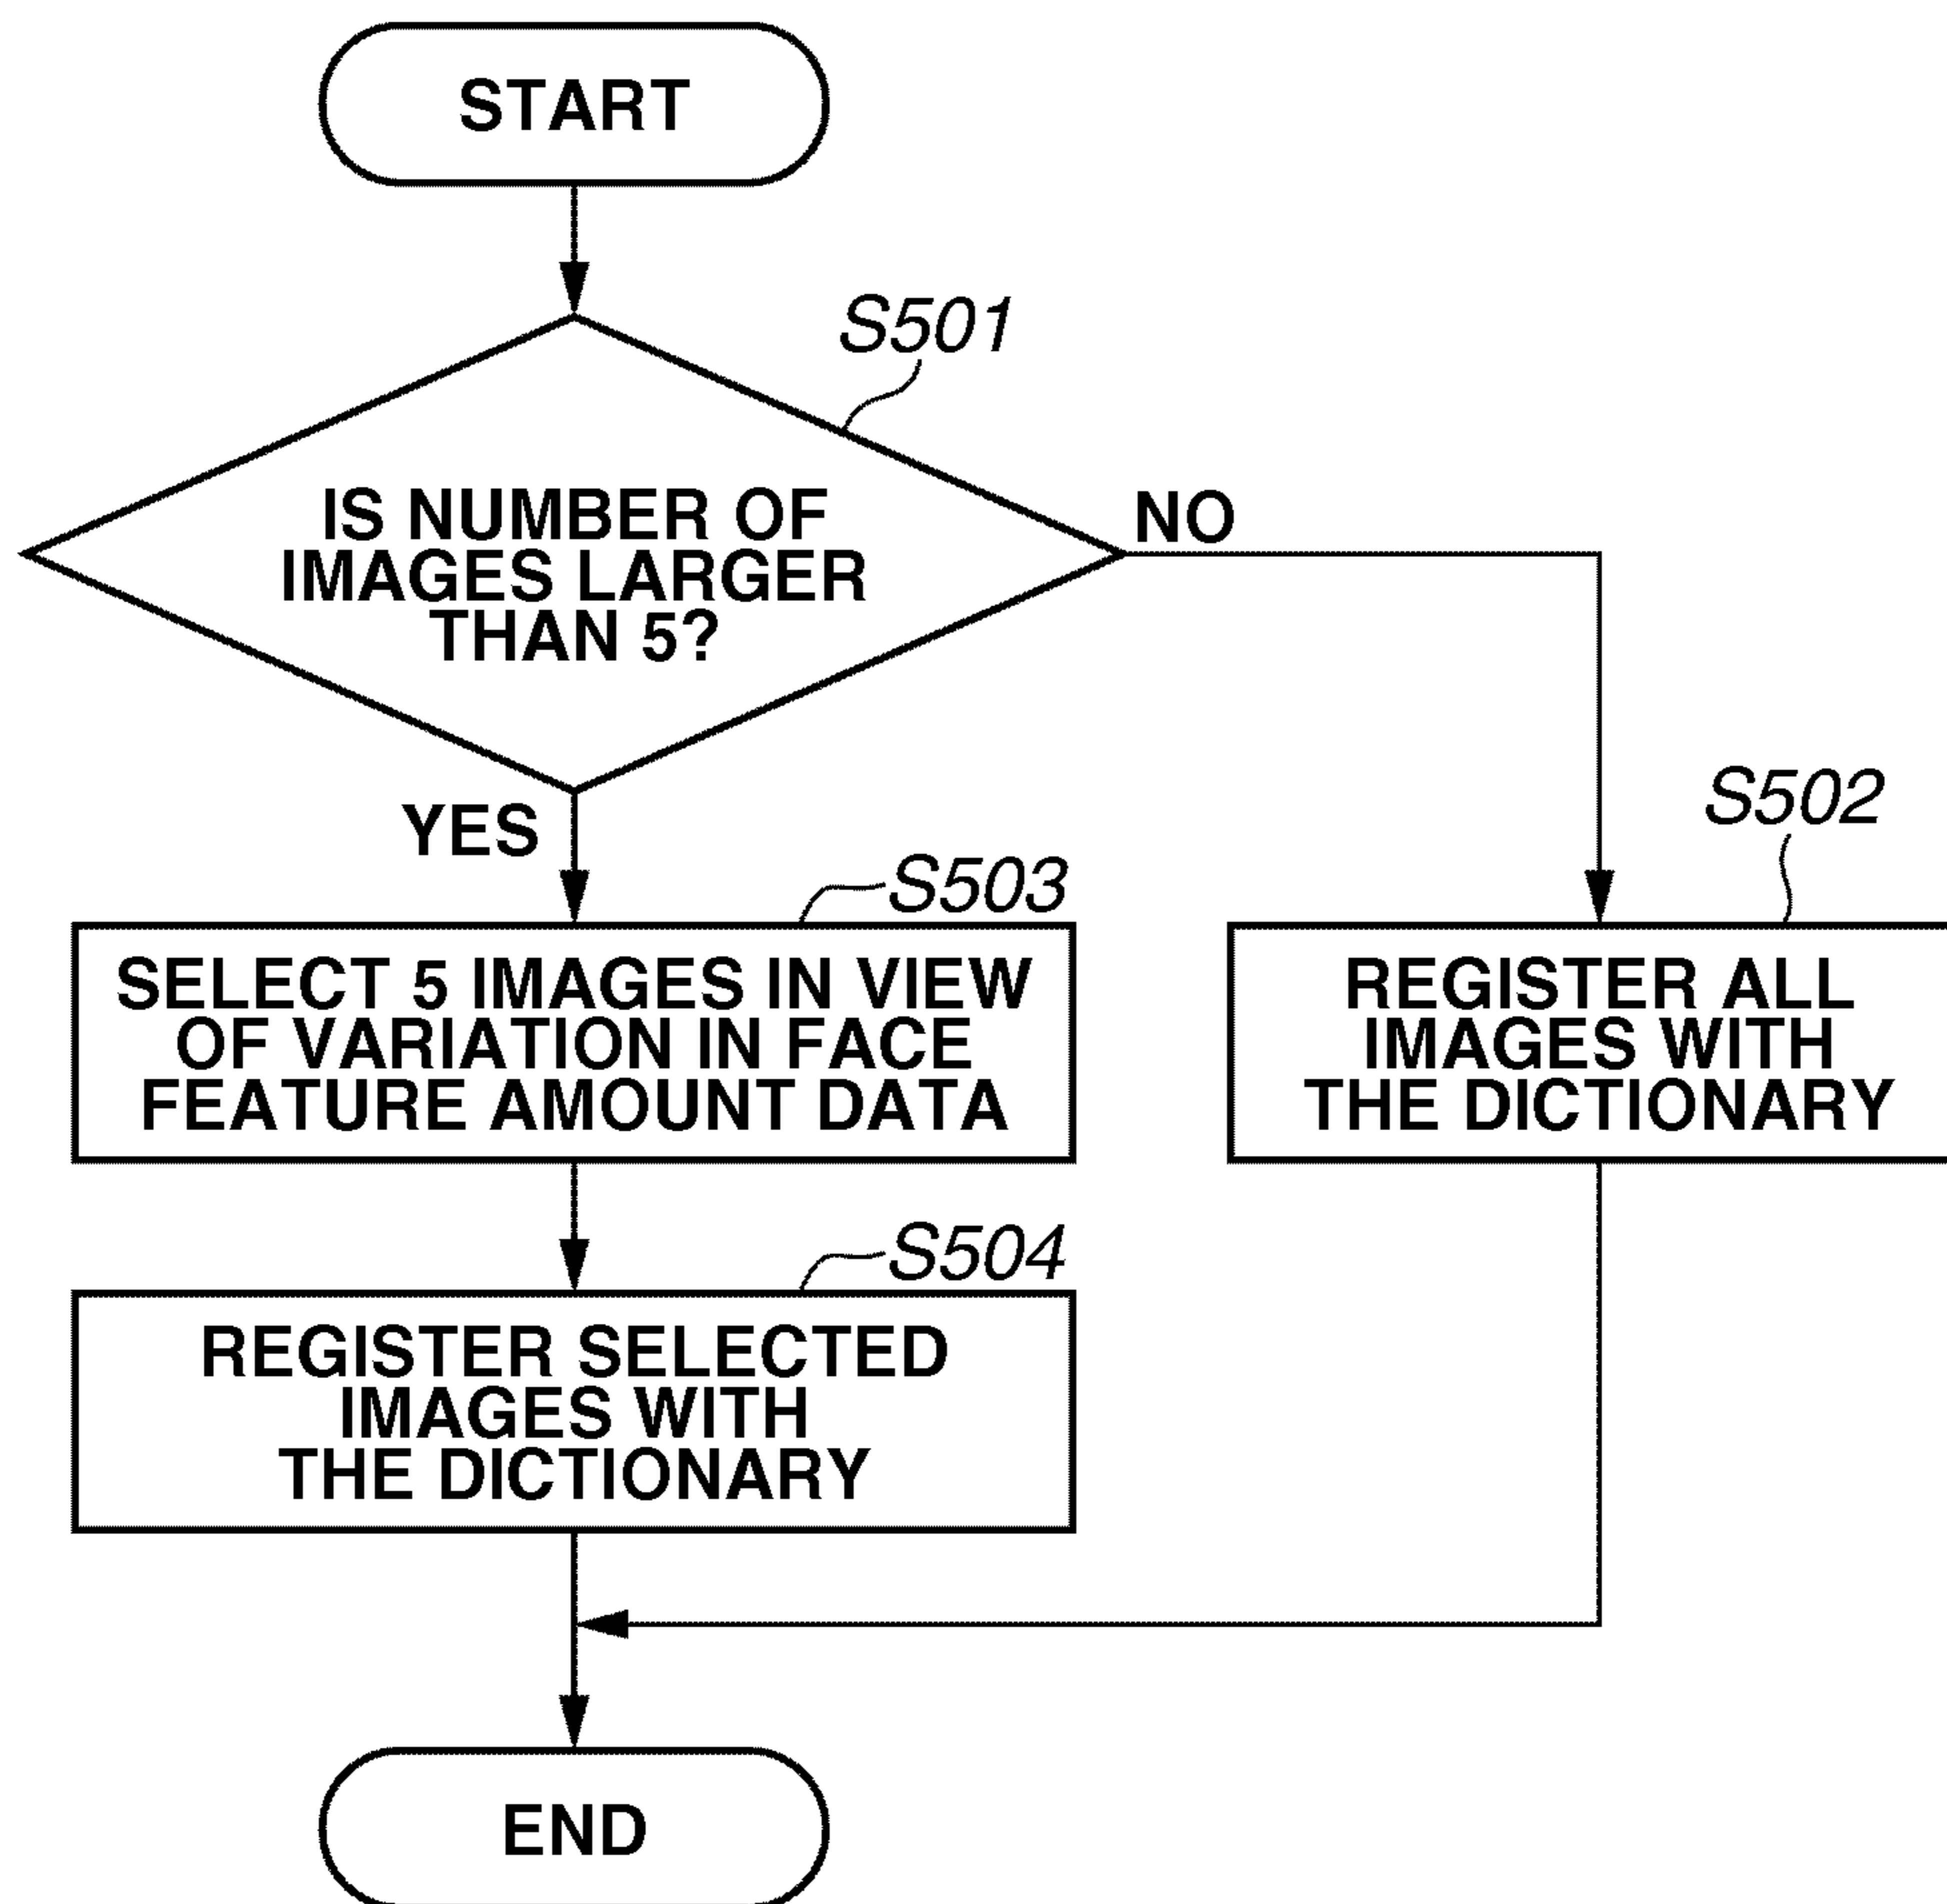 START
S501
IS NUMBER OF
IMAGES LARGER
THAN 5?
NO
YES
S503
SELECT 5 IMAGES IN VIEW
OF VARIATION IN FACE
FEATURE AMOUNT DATA
S502
REGISTER ALL
IMAGES WITH
THE DICTIONARY
S504
REGISTER SELECTED
IMAGES WITH
THE DICTIONARY
END